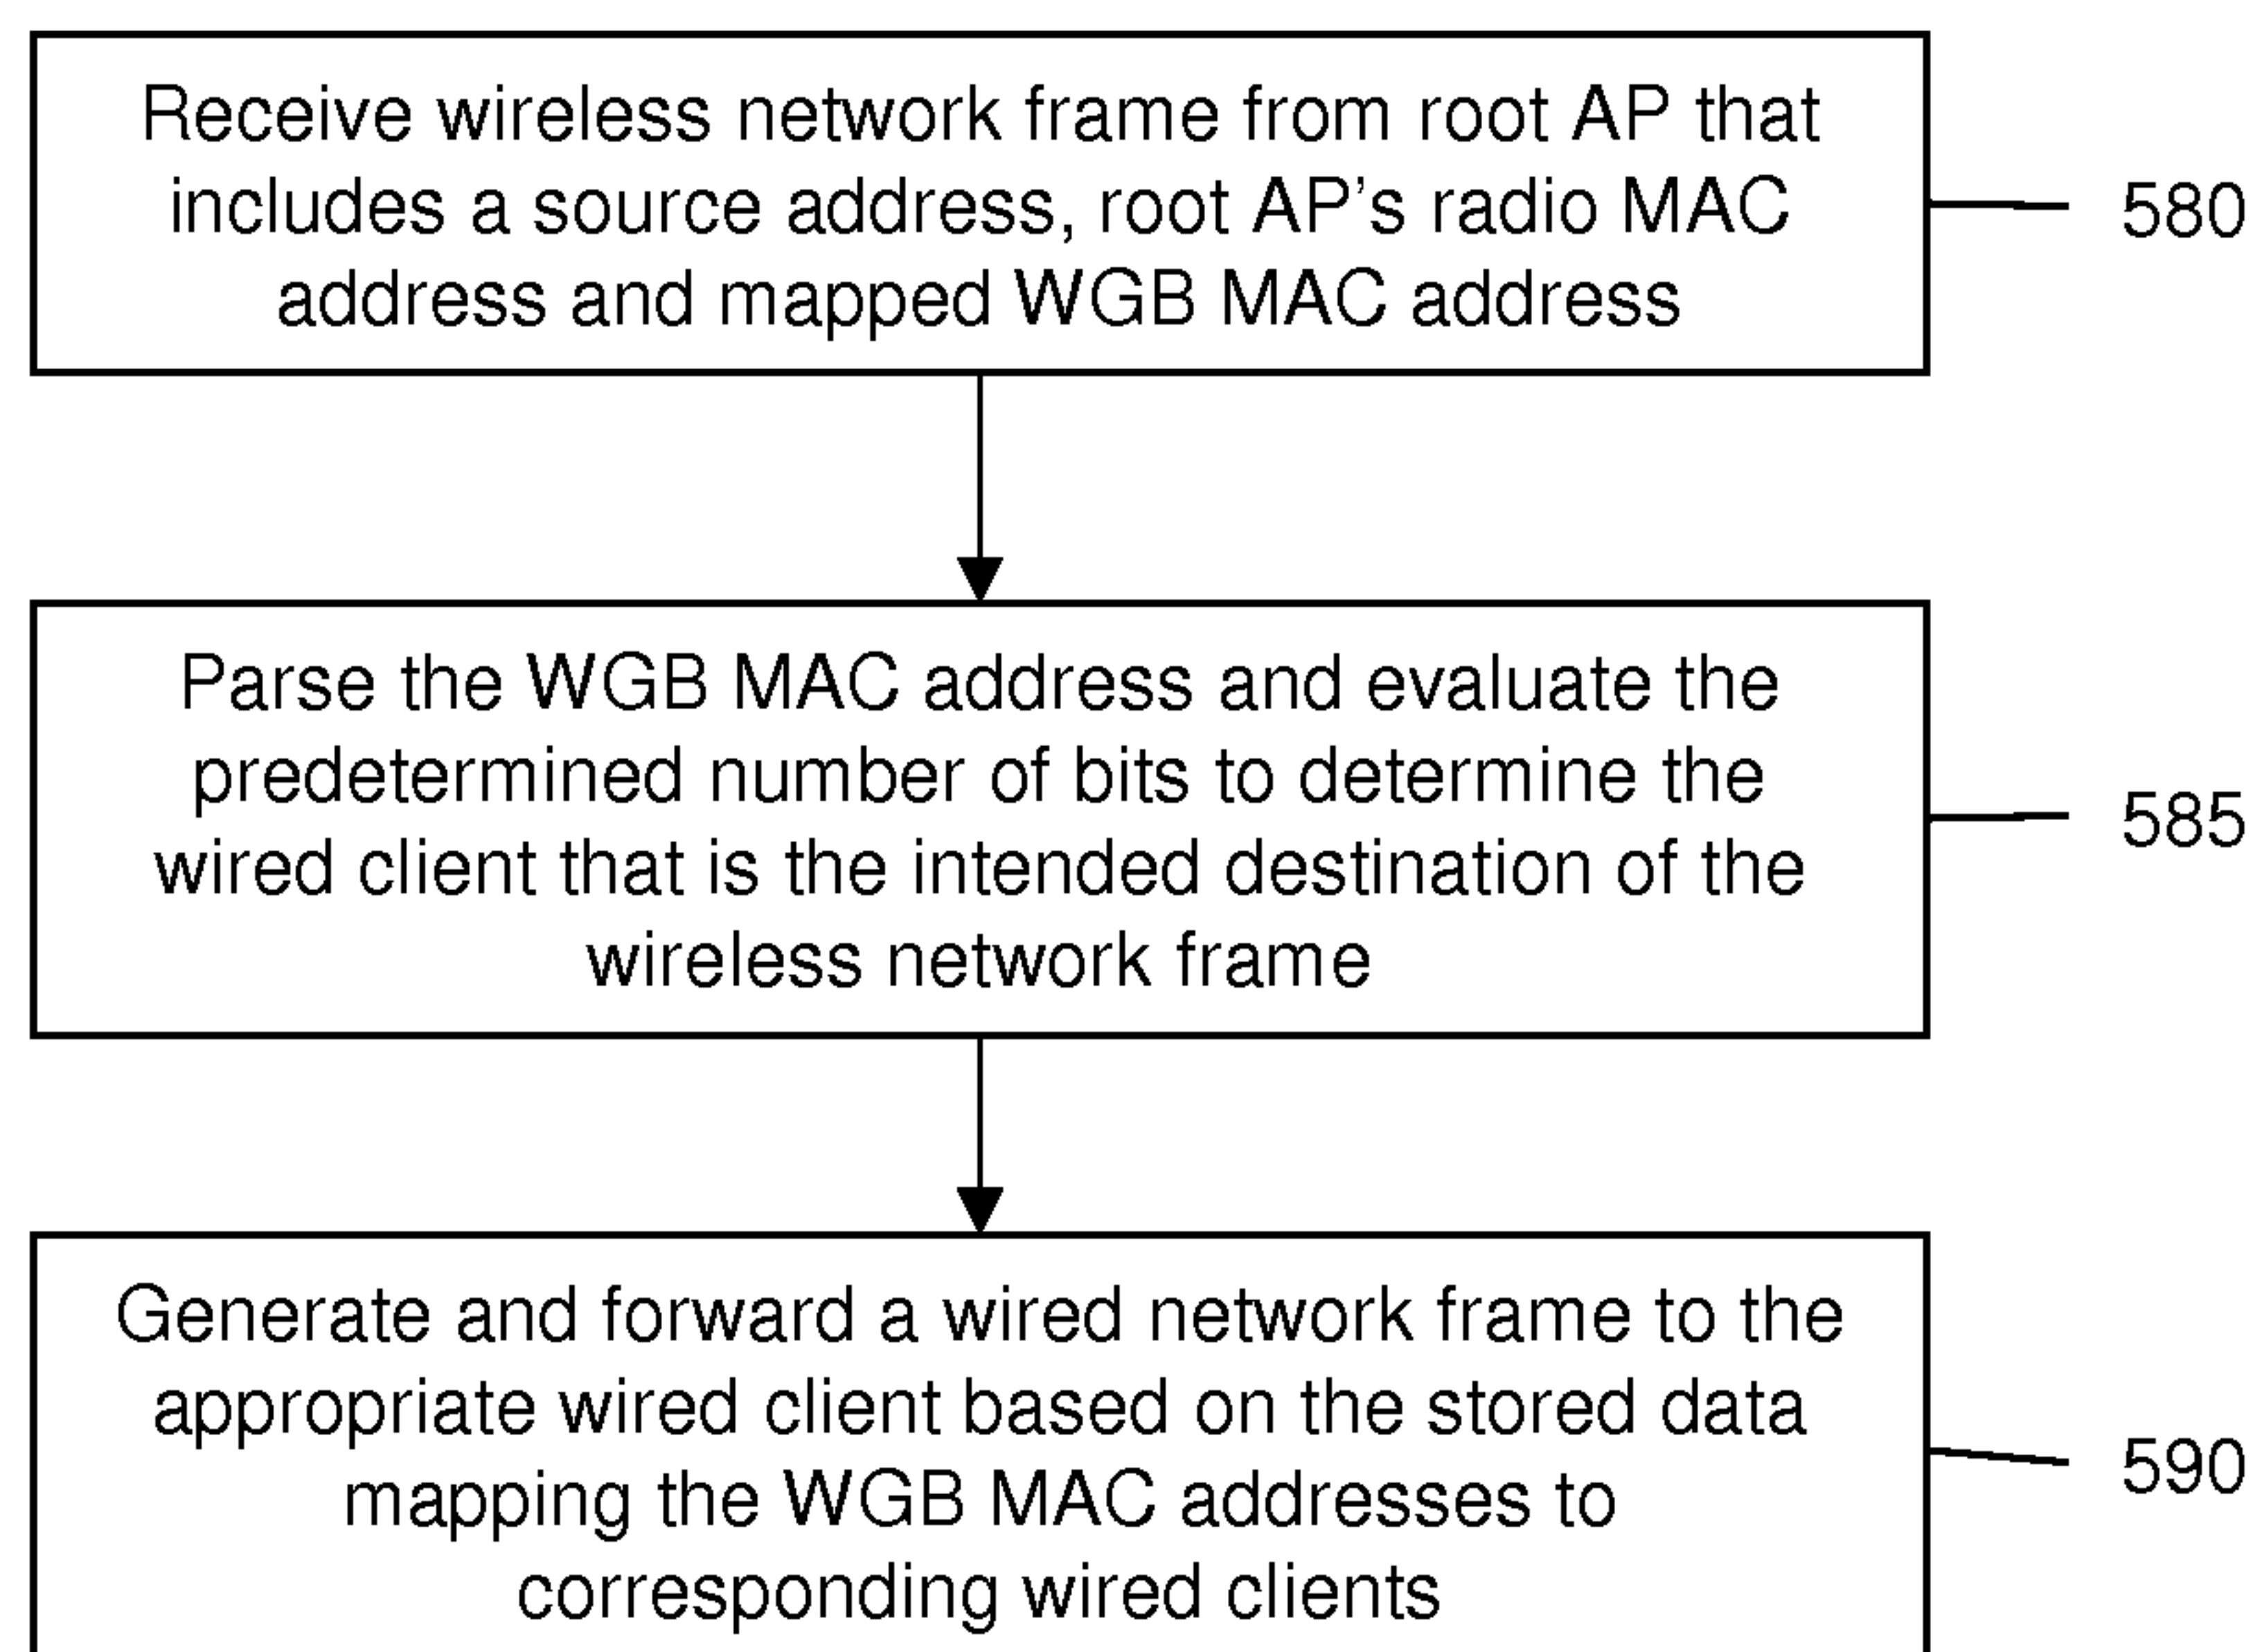 Receive wireless network frame from root AP that
includes a source address, root AP's radio MAC
address and mapped WGB MAC address
580
Parse the WGB MAC address and evaluate the
predetermined number of bits to determine the
wired client that is the intended destination of the
wireless network frame
585
Generate and forward a wired network frame to the
appropriate wired client based on the stored data
mapping the WGB MAC addresses to
corresponding wired clients
590